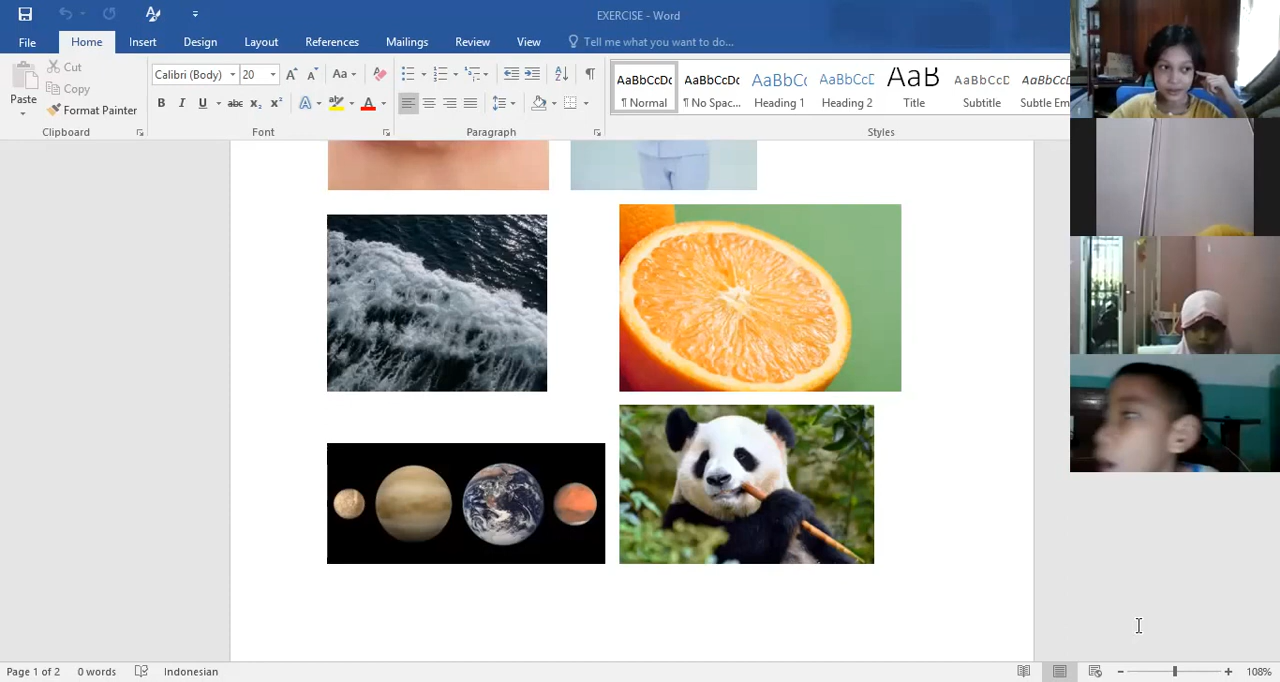 EXERCISE - Word
File Home Insert Design Layout References Mailings Review View Tell me what you want to do...
Cut
Copy
Paste Format Painter
Clipboard
Calibri (Body) 20
Font
Paragraph
AaBbCcDc AaBbCcDc AaBbC AaBbCcE AaB AaBbCcD AaBbCcD
¶ Normal ¶ No Spac... Heading 1 Heading 2 Title Subtitle Subtle Em
Styles
Page 1 of 2 0 words Indonesian 108%